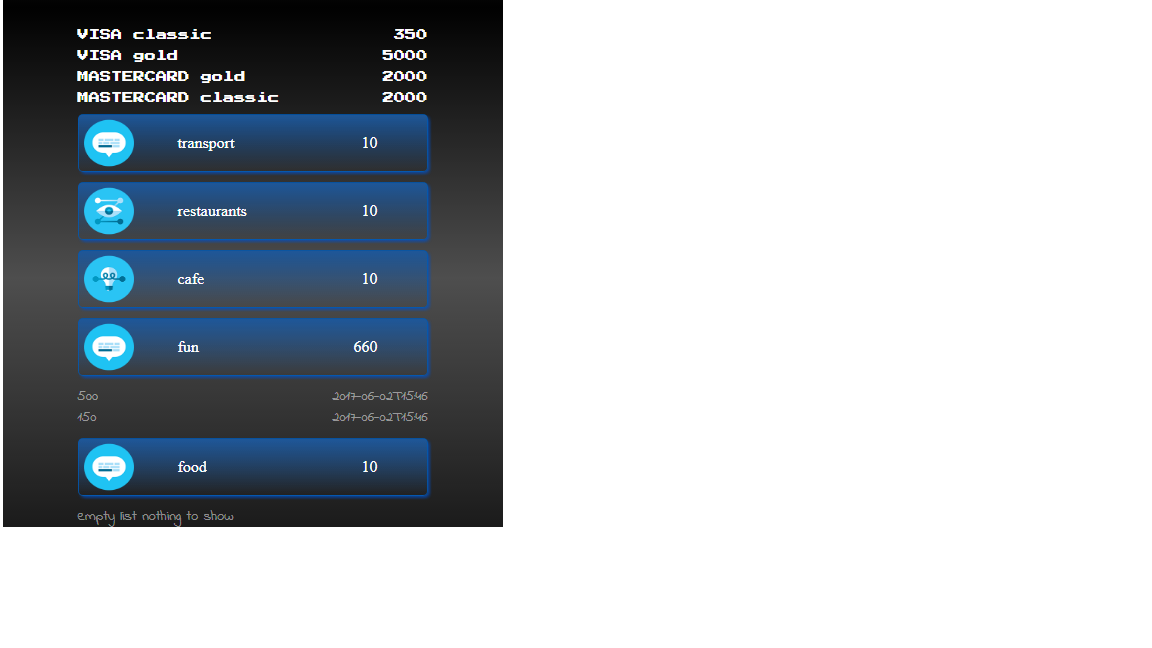 VISA classic 350
VISA gold 5000
MASTERCARD gold 2000
MASTERCARD classic 2000
transport 10
restaurants 10
cafe 10
fun 660
500 2017-06-02T15:46
150 2017-06-02T15:46
food 10
empty list nothing to show